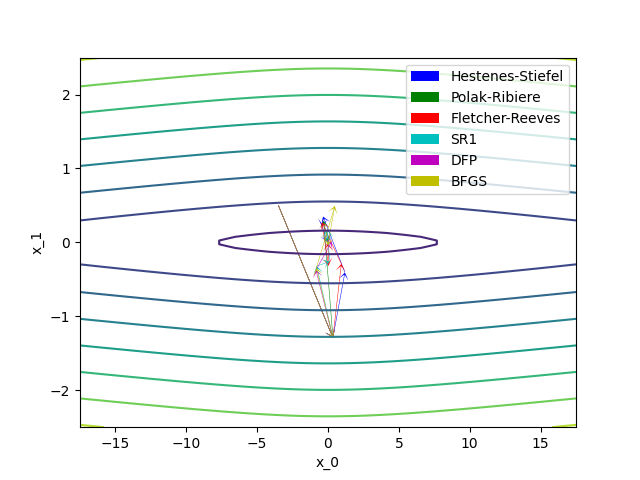 Hestenes-Stiefel
Polak-Ribiere
Fletcher-Reeves
SR1
DFP
BFGS
2
1
0
−1
−2
x_1
−15
−10
−5
0
5
10
15
x_0